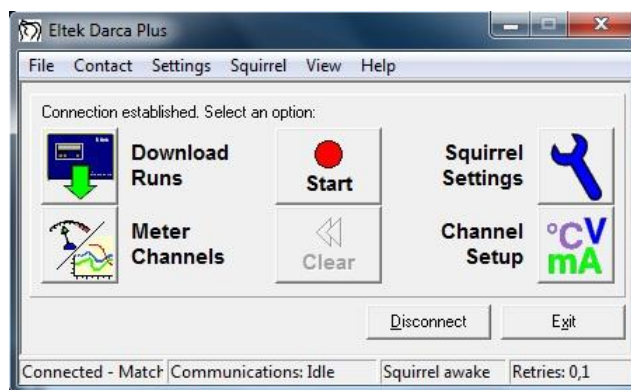 Eltek Darca Plus
File Contact Settings Squirrel View Help
Connection established. Select an option:
Download
Runs
Start
Squirrel
Settings
Meter
Channels
Clear
Channel
Setup
°CV
mA
Disconnect
Exit
Connected - Match Communications: Idle Squirrel awake Retries: 0,1